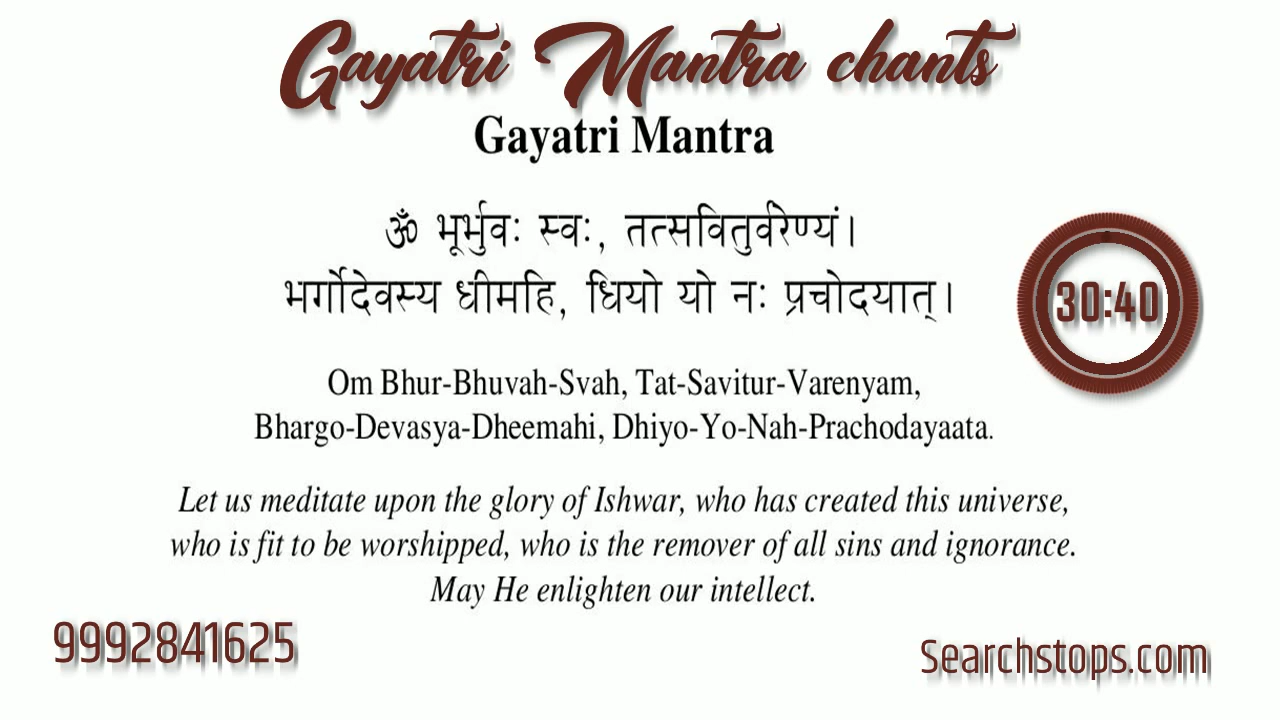 Gayatri Mantra chants
Gayatri Mantra
ॐ भूर्भुवः स्वः, तत्सवितुर्वरेण्यं।
भर्गोदेवस्य धीमहि, धियो यो नः प्रचोदयात्।
30:40
Om Bhur-Bhuvah-Svah, Tat-Savitur-Varenyam,
Bhargo-Devasya-Dheemahi, Dhiyo-Yo-Nah-Prachodayaata.
Let us meditate upon the glory of Ishwar, who has created this universe,
who is fit to be worshipped, who is the remover of all sins and ignorance.
May He enlighten our intellect.
9992841625
Searchstops.com